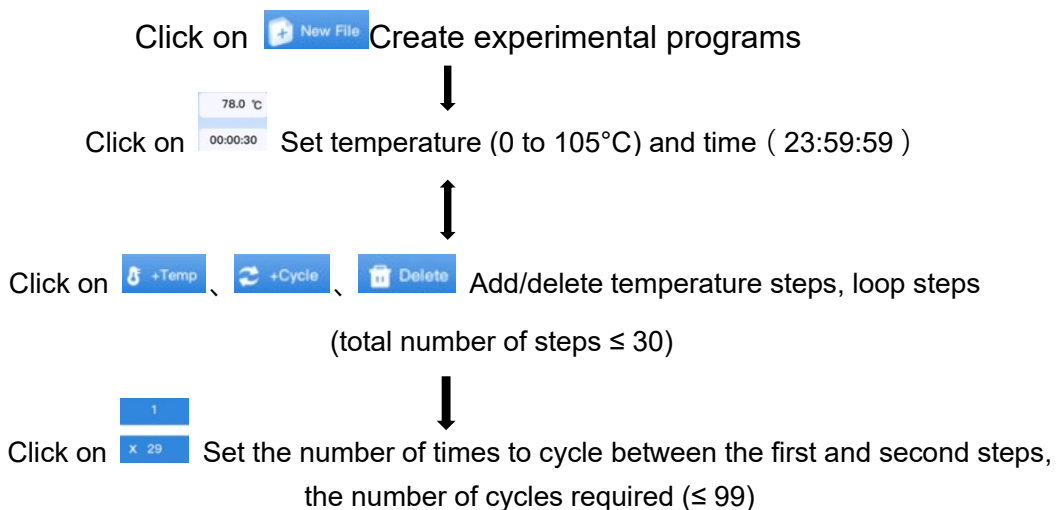 Click on New File Create experimental programs
78.0 ℃
Click on 00:00:30 Set temperature (0 to 105°C) and time（23:59:59）
Click on +Temp 、 +Cycle 、 Delete Add/delete temperature steps, loop steps
(total number of steps ≤ 30)
1
Click on x 29 Set the number of times to cycle between the first and second steps,
the number of cycles required (≤ 99)